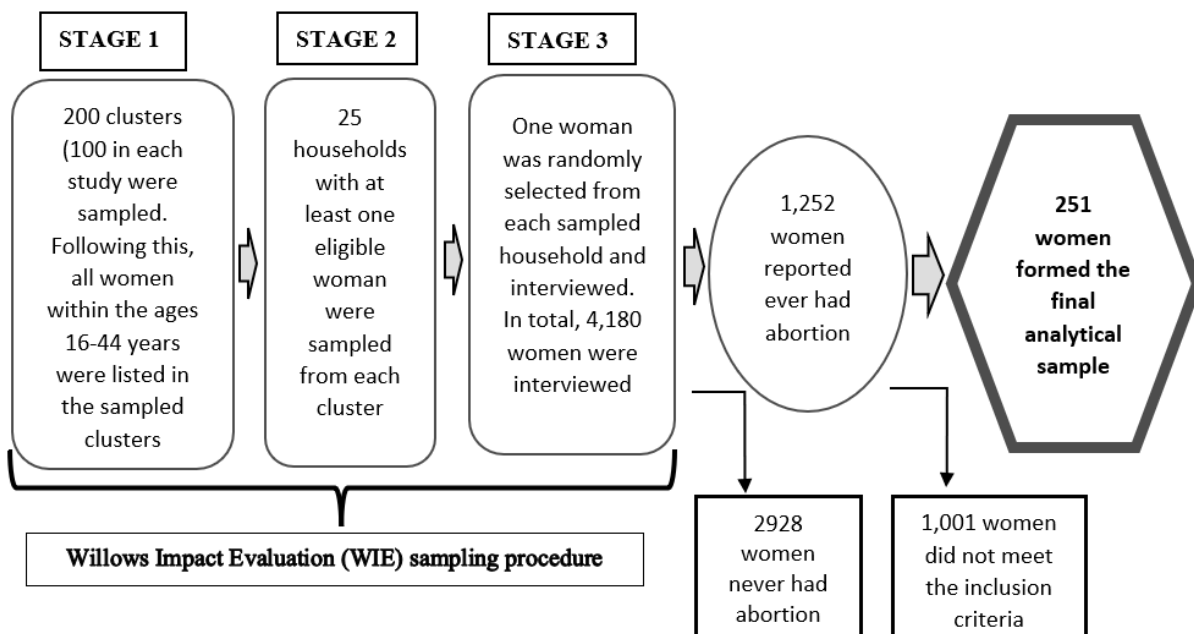 STAGE 1
200 clusters
(100 in each
study were
sampled.
Following this,
all women
within the ages
16-44 years
were listed in
the sampled
clusters
STAGE 2
25
households
with at
least one
eligible
woman
were
sampled
from each
cluster
STAGE 3
One woman
was randomly
selected from
each sampled
household and
interviewed.
In total, 4,180
women were
interviewed
1,252
women
reported
ever had
abortion
251
women
formed the
final
analytical
sample
Willows Impact Evaluation (WIE) sampling procedure
2928
women
never had
abortion
1,001 women
did not meet
the inclusion
criteria